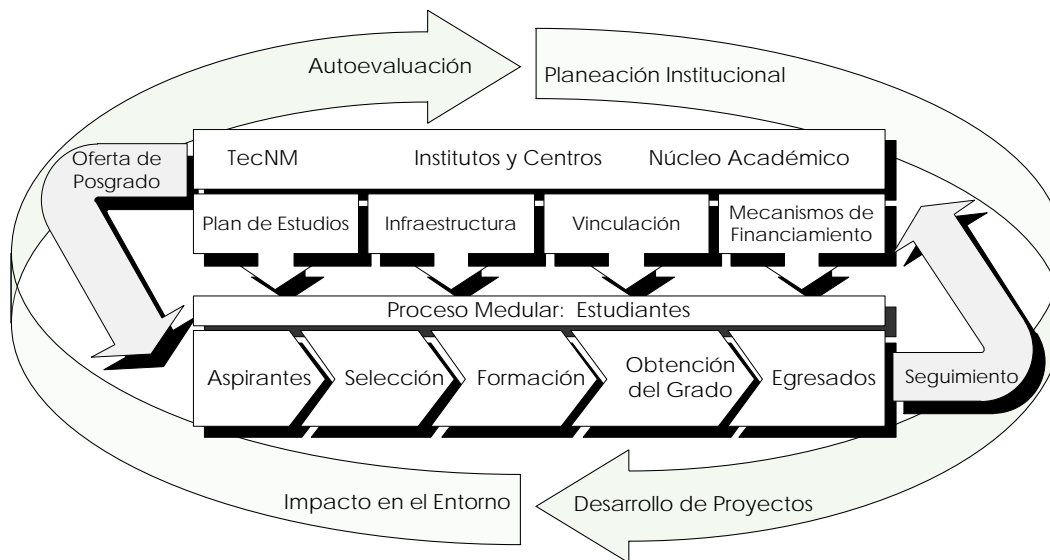 Autoevaluación
Planeación Institucional
Oferta de
Posgrado
TecNM Institutos y Centros Núcleo Académico
Plan de Estudios
Infraestructura
Vinculación
Mecanismos de
Financiamiento
Proceso Medular: Estudiantes
Aspirantes
Selección
Formación
Obtención
del Grado
Egresados
Seguimiento
Impacto en el Entorno
Desarrollo de Proyectos